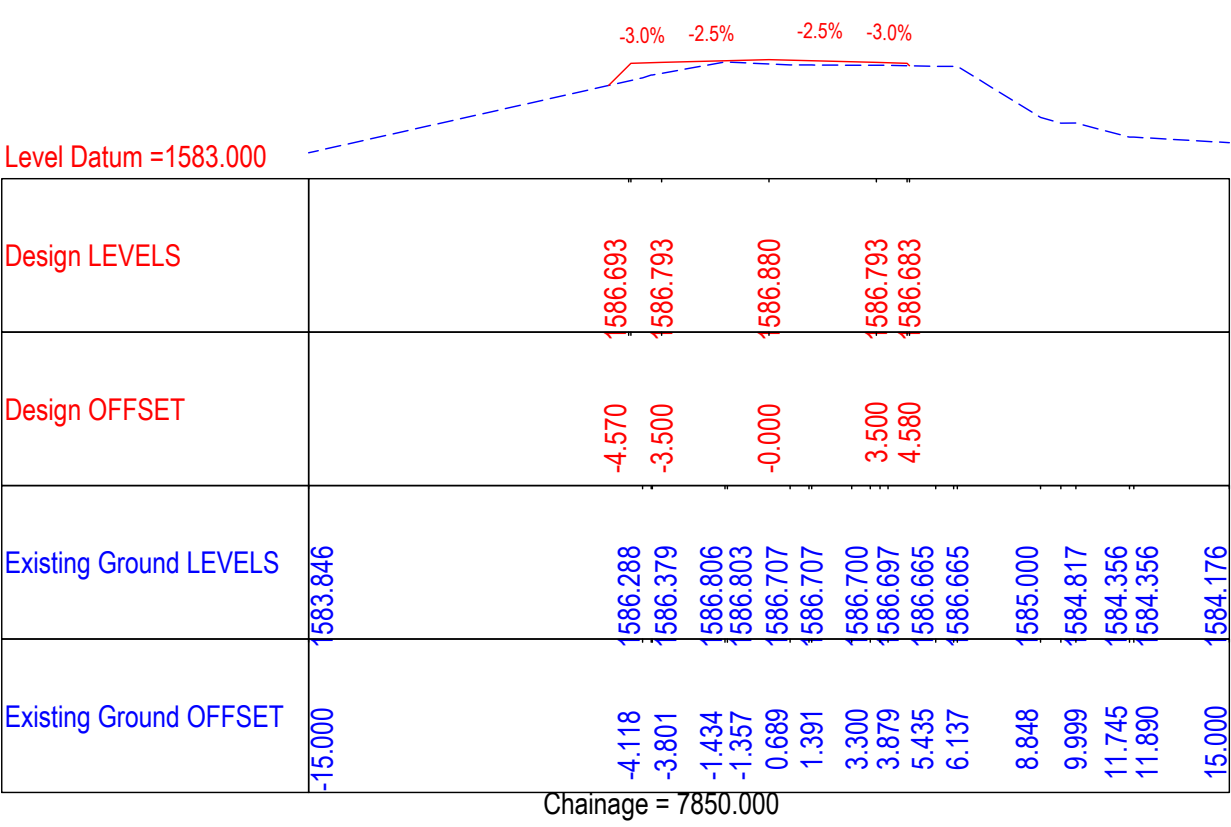 -3.0% -2.5% -2.5% -3.0%
Level Datum =1583.000
Design LEVELS 1586.693 1586.793 1586.880 1586.793 1586.683
Design OFFSET -4.570 -3.500 -0.000 3.500 4.580
Existing Ground LEVELS 1583.846 1586.288 1586.379 1586.806 1586.803 1586.707 1586.707 1586.700 1586.697 1586.665 1586.665 1585.000 1584.817 1584.356 1584.356 1584.176
Existing Ground OFFSET -15.000 -4.118 -3.801 -1.434 -1.357 0.689 1.391 3.300 3.879 5.435 6.137 8.848 9.999 11.745 11.890 15.000
Chainage = 7850.000